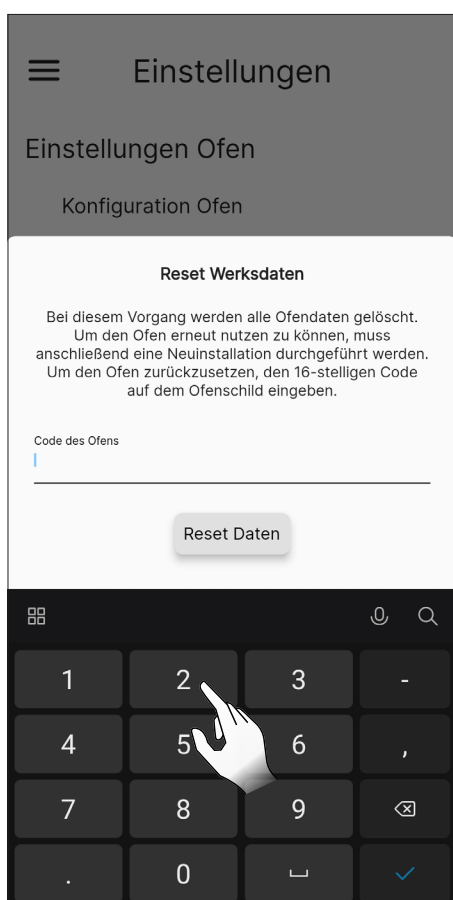 Einstellungen
Einstellungen Ofen
Konfiguration Ofen
Reset Werksdaten
Bei diesem Vorgang werden alle Ofendaten gelöscht.
Um den Ofen erneut nutzen zu können, muss
anschließend eine Neuinstallation durchgeführt werden.
Um den Ofen zurückzusetzen, den 16-stelligen Code
auf dem Ofenschild eingeben.
Code des Ofens
Reset Daten
1 2 3 -
4 5 6 ,
7 8 9
. 0